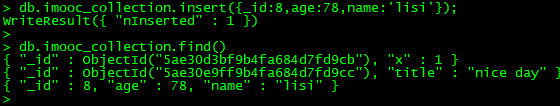 > db.imooc_collection.insert({_id:8,age:78,name:'lisi'});
WriteResult({ "nInserted" : 1 })
>
> db.imooc_collection.find()
{ "_id" : ObjectId("5ae30d3bf9b4fa684d7fd9cb"), "x" : 1 }
{ "_id" : ObjectId("5ae30e9ff9b4fa684d7fd9cc"), "title" : "nice day" }
{ "_id" : 8, "age" : 78, "name" : "lisi" }
>